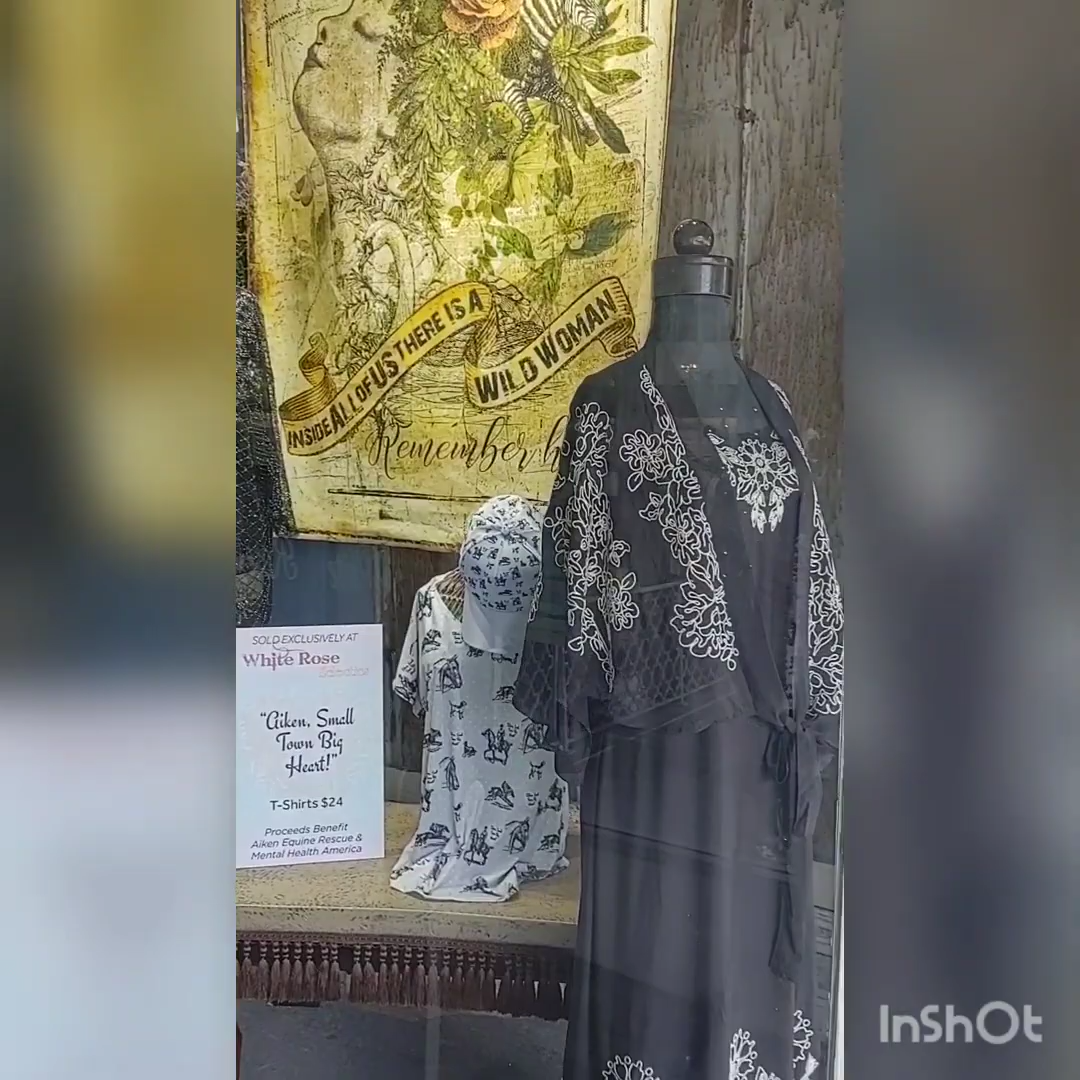 INSIDE ALL OF US THERE IS A
WILD WOMAN
Remember
SOLD EXCLUSIVELY AT
White Rose
"Aiken, Small
Town Big
Heart!"
T-Shirts $24
Proceeds Benefit
Aiken Equine Rescue &
Mental Health America
InShOt